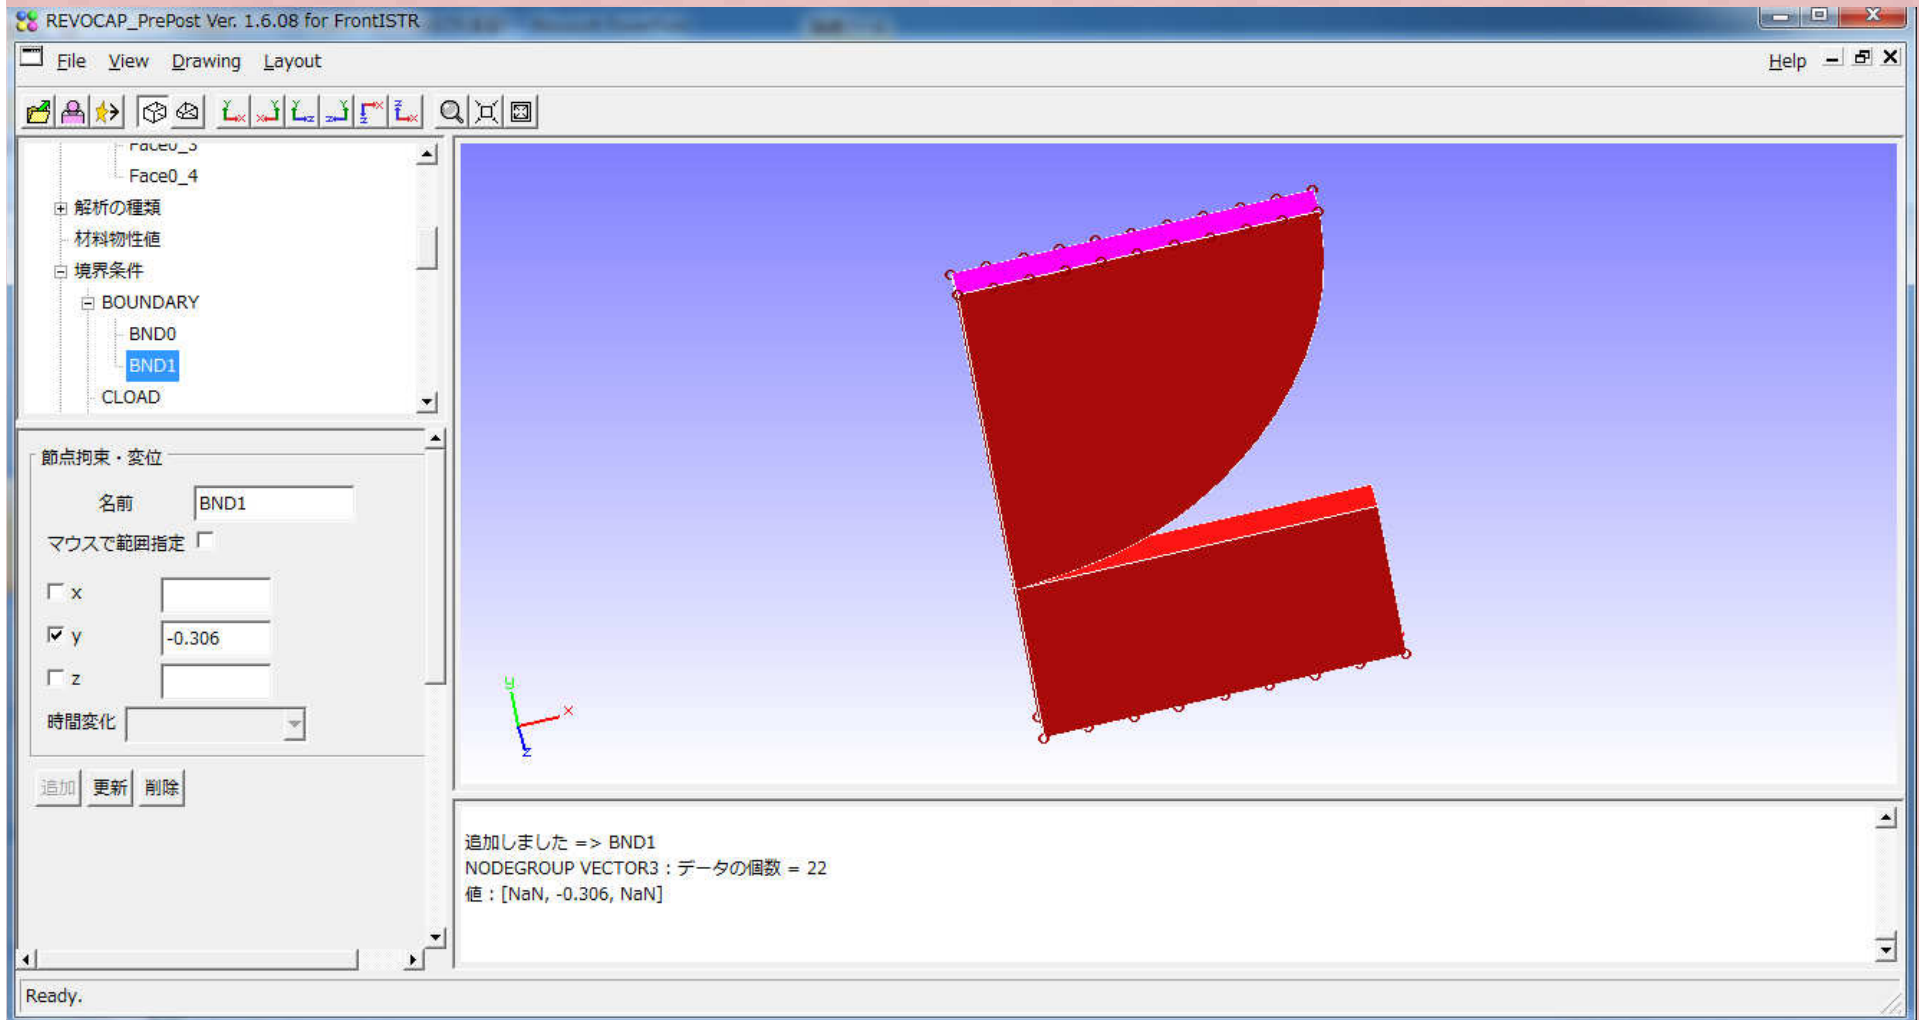 REVOCAP_PrePost Ver. 1.6.08 for FrontISTR
File View Drawing Layout Help
Face0_3
Face0_4
解析の種類
材料物性値
境界条件
BOUNDARY
BND0
BND1
CLOAD
節点拘束・変位
名前 BND1
マウスで範囲指定
x
y -0.306
z
時間変化
追加 更新 削除
y
x
z
追加しました => BND1
NODEGROUP VECTOR3 : データの個数 = 22
値 : [NaN, -0.306, NaN]
Ready.